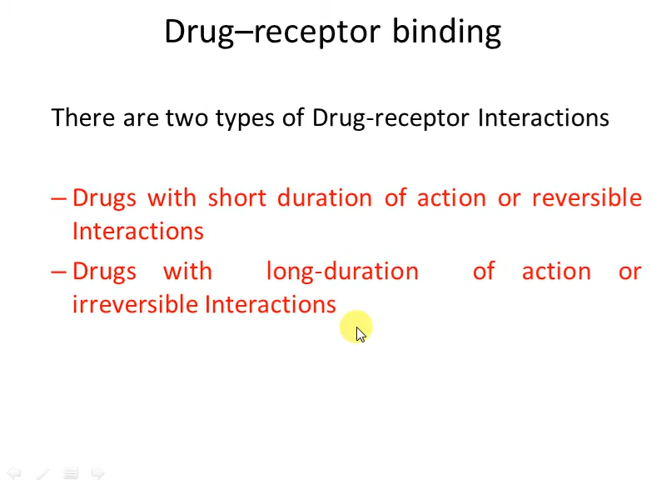 Drug–receptor binding
There are two types of Drug-receptor Interactions
– Drugs with short duration of action or reversible
Interactions
– Drugs with long-duration of action or
irreversible Interactions